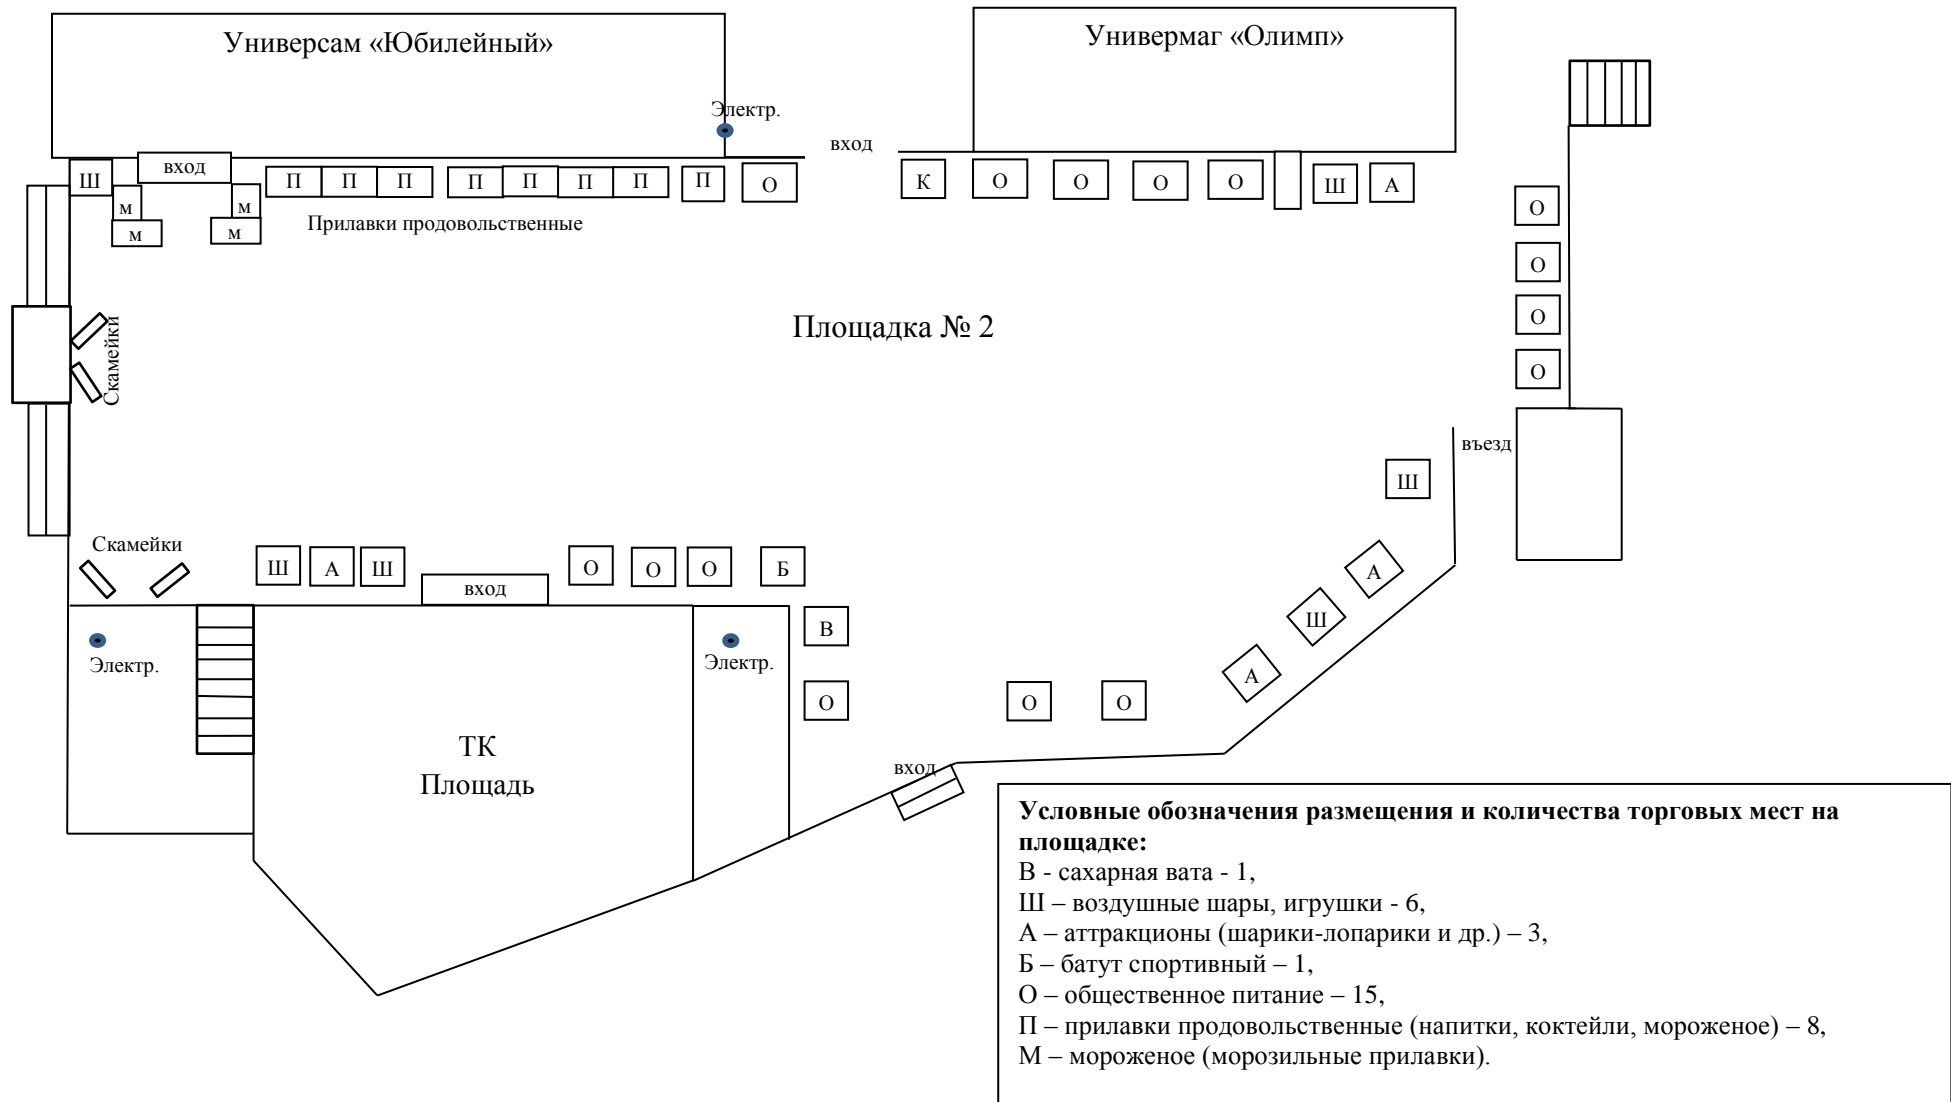 Универсам «Юбилейный»
Универмаг «Олимп»
Электр.
вход
вход
Ш
П П П П П П П П О
К О О О О Ш А
м м
м м
Прилавки продовольственные
О
О
О
О
Площадка № 2
Скамейки
въезд
Ш
Скамейки
Ш А Ш
вход
О О О Б
А
Ш
А
В
Электр.
Электр.
О
О О
ТК
Площадь
вход
Условные обозначения размещения и количества торговых мест на
площадке:
В - сахарная вата - 1,
Ш – воздушные шары, игрушки - 6,
А – аттракционы (шарики-лопарики и др.) – 3,
Б – батут спортивный – 1,
О – общественное питание – 15,
П – прилавки продовольственные (напитки, коктейли, мороженое) – 8,
М – мороженое (морозильные прилавки).